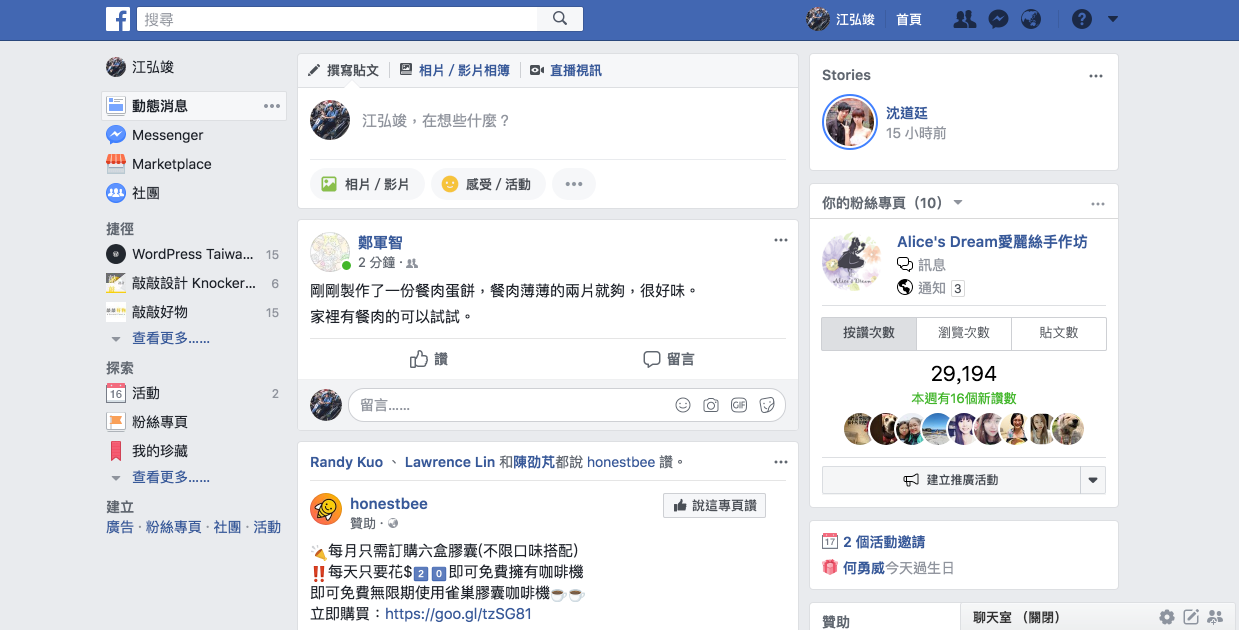 搜尋
江弘竣
首頁
江弘竣
動態消息
Messenger
Marketplace
社團
捷徑
WordPress Taiwa... 15
敲敲設計 Knocker... 6
敲敲好物 15
查看更多......
探索
16 活動 2
粉絲專頁
我的珍藏
查看更多......
建立
廣告 · 粉絲專頁 · 社團 · 活動
撰寫貼文
相片 / 影片相簿
直播視訊
江弘竣，在想些什麼？
相片 / 影片
感受 / 活動
鄭軍智
2 分鐘 ·
剛剛製作了一份餐肉蛋餅，餐肉薄薄的兩片就夠，很好味。
家裡有餐肉的可以試試。
讚
留言
留言......
GIF
Randy Kuo 、 Lawrence Lin 和陳劭芃都說 honestbee 讚。
honestbee
贊助 ·
說這專頁讚
每月只需訂購六盒膠囊(不限口味搭配)
‼️每天只要花$2️⃣0️⃣即可免費擁有咖啡機
即可免費無限期使用雀巢膠囊咖啡機☕☕
立即購買：https://goo.gl/tzSG81
Stories
沈道廷
15 小時前
你的粉絲專頁（10）
Alice's Dream愛麗絲手作坊
Alice's Dream
訊息
通知 3
按讚次數
瀏覽次數
貼文數
29,194
本週有16個新讚數
建立推廣活動
17 2 個活動邀請
何勇威今天過生日
贊助
聊天室 （關閉）